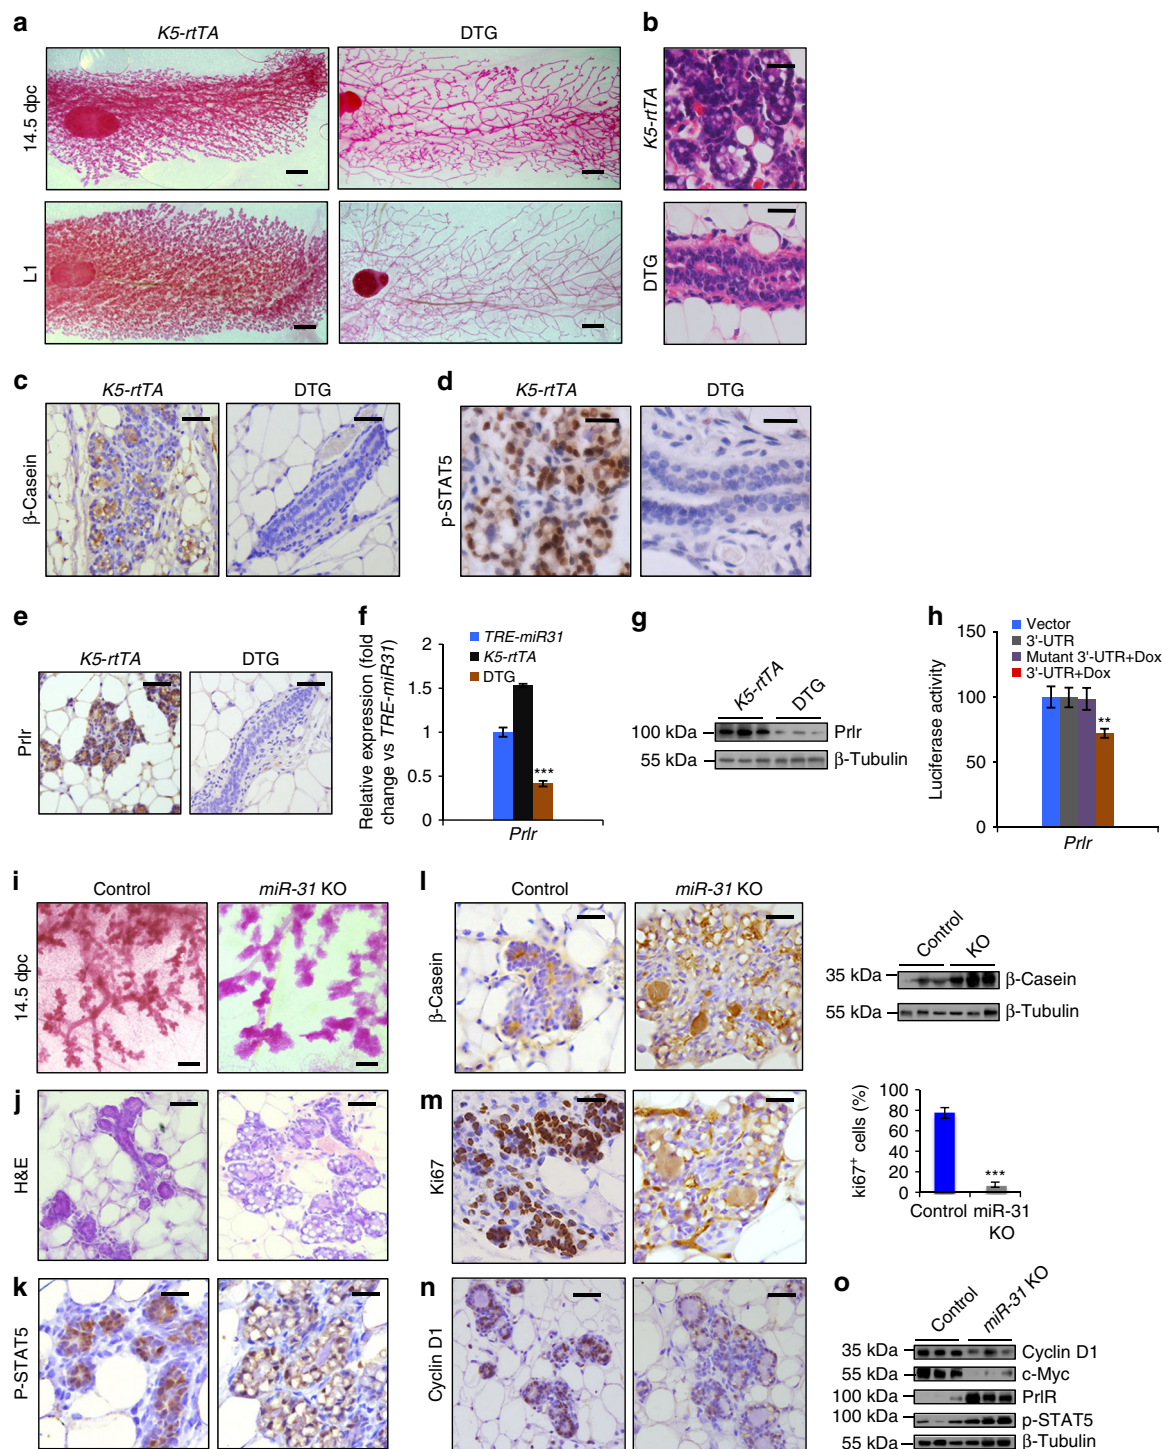 a
K5-rtTA
DTG
14.5 dpc
L1
b
K5-rtTA
DTG
c
K5-rtTA
DTG
β-Casein
d
K5-rtTA
DTG
p-STAT5
e
K5-rtTA
DTG
Prlr
f
TRE-miR31
K5-rtTA
DTG
Relative expression (fold
change vs TRE-miR31)
2
1.5
1
0.5
0
***
Prlr
g
K5-rtTA
DTG
100 kDa
Prlr
55 kDa
β-Tubulin
h
Vector
3'-UTR
Mutant 3'-UTR+Dox
3'-UTR+Dox
Luciferase activity
150
100
50
0
**
Prlr
i
Control
miR-31 KO
14.5 dpc
j
H&E
k
P-STAT5
l
Control
miR-31 KO
β-Casein
Control
KO
35 kDa
β-Casein
55 kDa
β-Tubulin
m
Ki67
ki67⁺ cells (%)
100
80
60
40
20
0
***
Control
miR-31
KO
n
Cyclin D1
o
Control
miR-31 KO
35 kDa
Cyclin D1
55 kDa
c-Myc
100 kDa
PrlR
100 kDa
p-STAT5
55 kDa
β-Tubulin